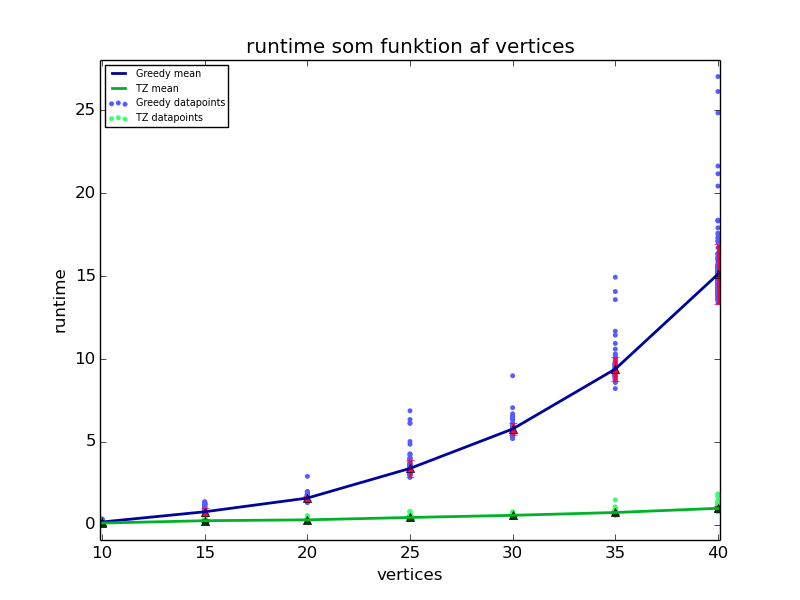 runtime som funktion af vertices
Greedy mean
TZ mean
Greedy datapoints
TZ datapoints
25
20
15
10
5
0
runtime
10 15 20 25 30 35 40
vertices